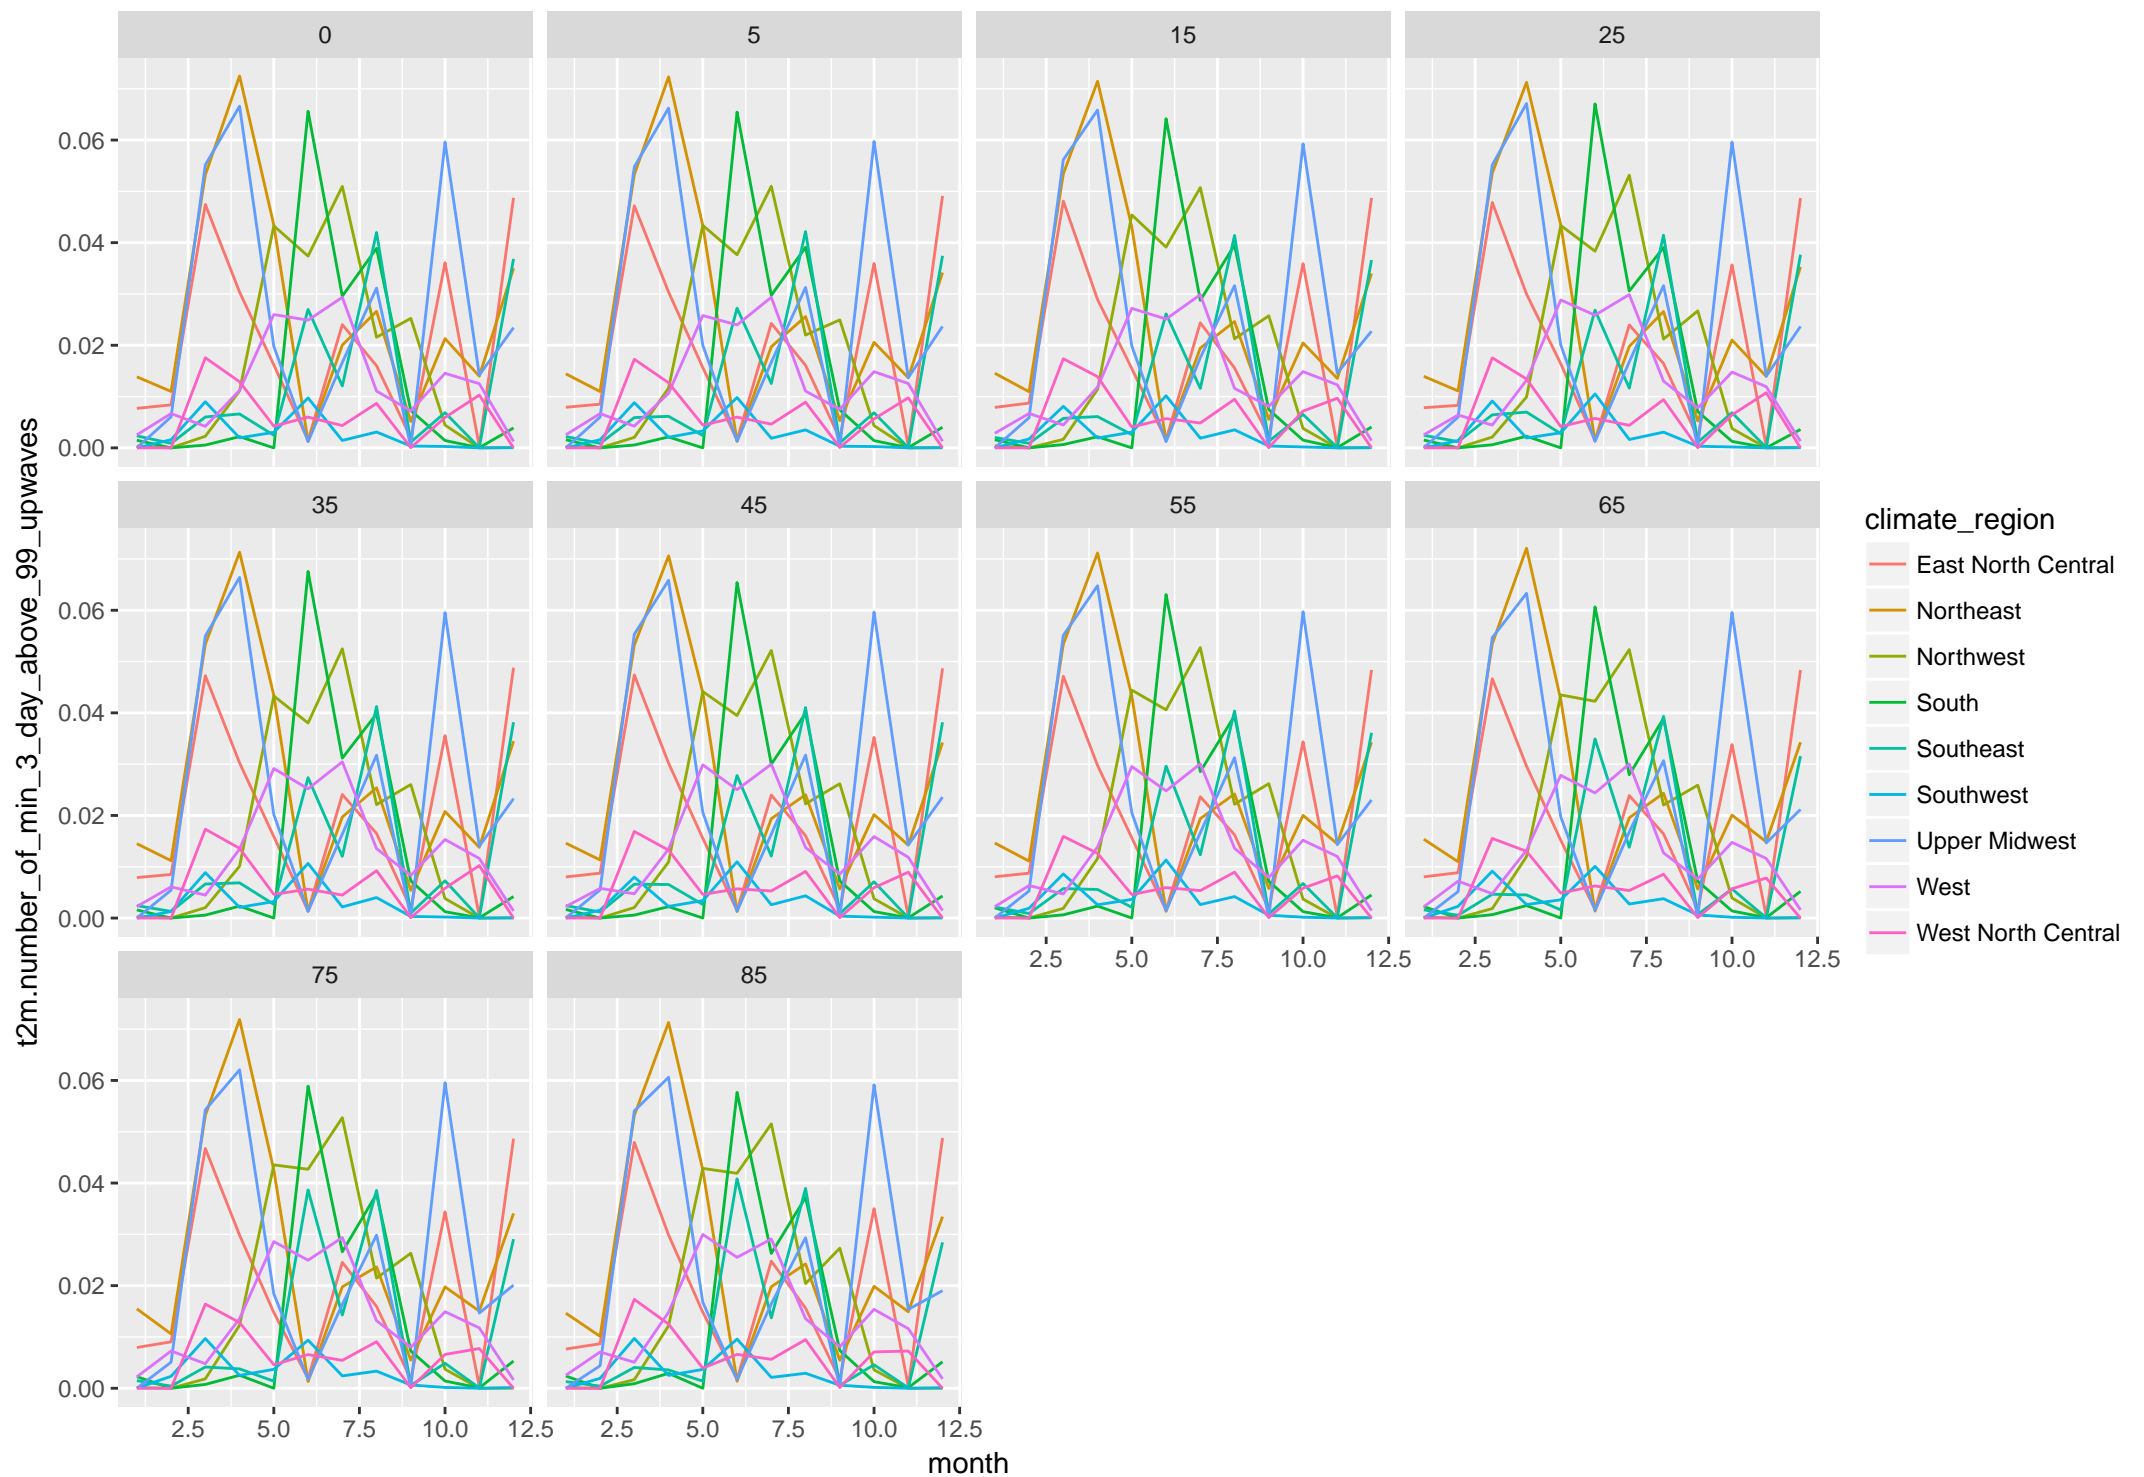 0 5 15 25
0.06
0.04
0.02
0.00
35 45 55 65
0.06
0.04
0.02
0.00
2.5 5.0 7.5 10.0 12.5 2.5 5.0 7.5 10.0 12.5
75 85
0.06
0.04
0.02
0.00
2.5 5.0 7.5 10.0 12.5 2.5 5.0 7.5 10.0 12.5
month
t2m.number_of_min_3_day_above_99_upwaves
climate_region
East North Central
Northeast
Northwest
South
Southeast
Southwest
Upper Midwest
West
West North Central